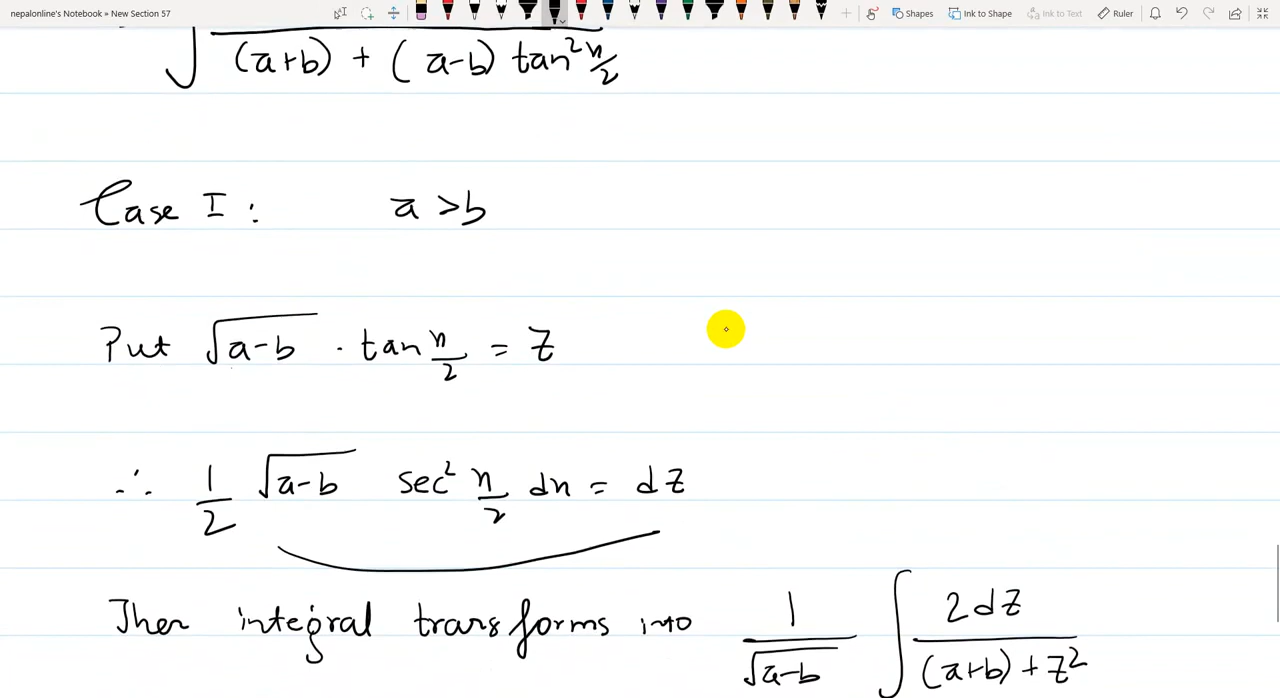 nepalonline's Notebook » New Section 57
Shapes Ink to Shape Ink to Text Ruler
∫ (a+b) + (a-b) tan² x/2
Case I : a > b
Put √(a-b) · tan x/2 = z
∴ 1/2 √(a-b) sec² x/2 dx = dz
Then integral transforms into 1/√(a-b) ∫ 2dz/((a+b) + z²)